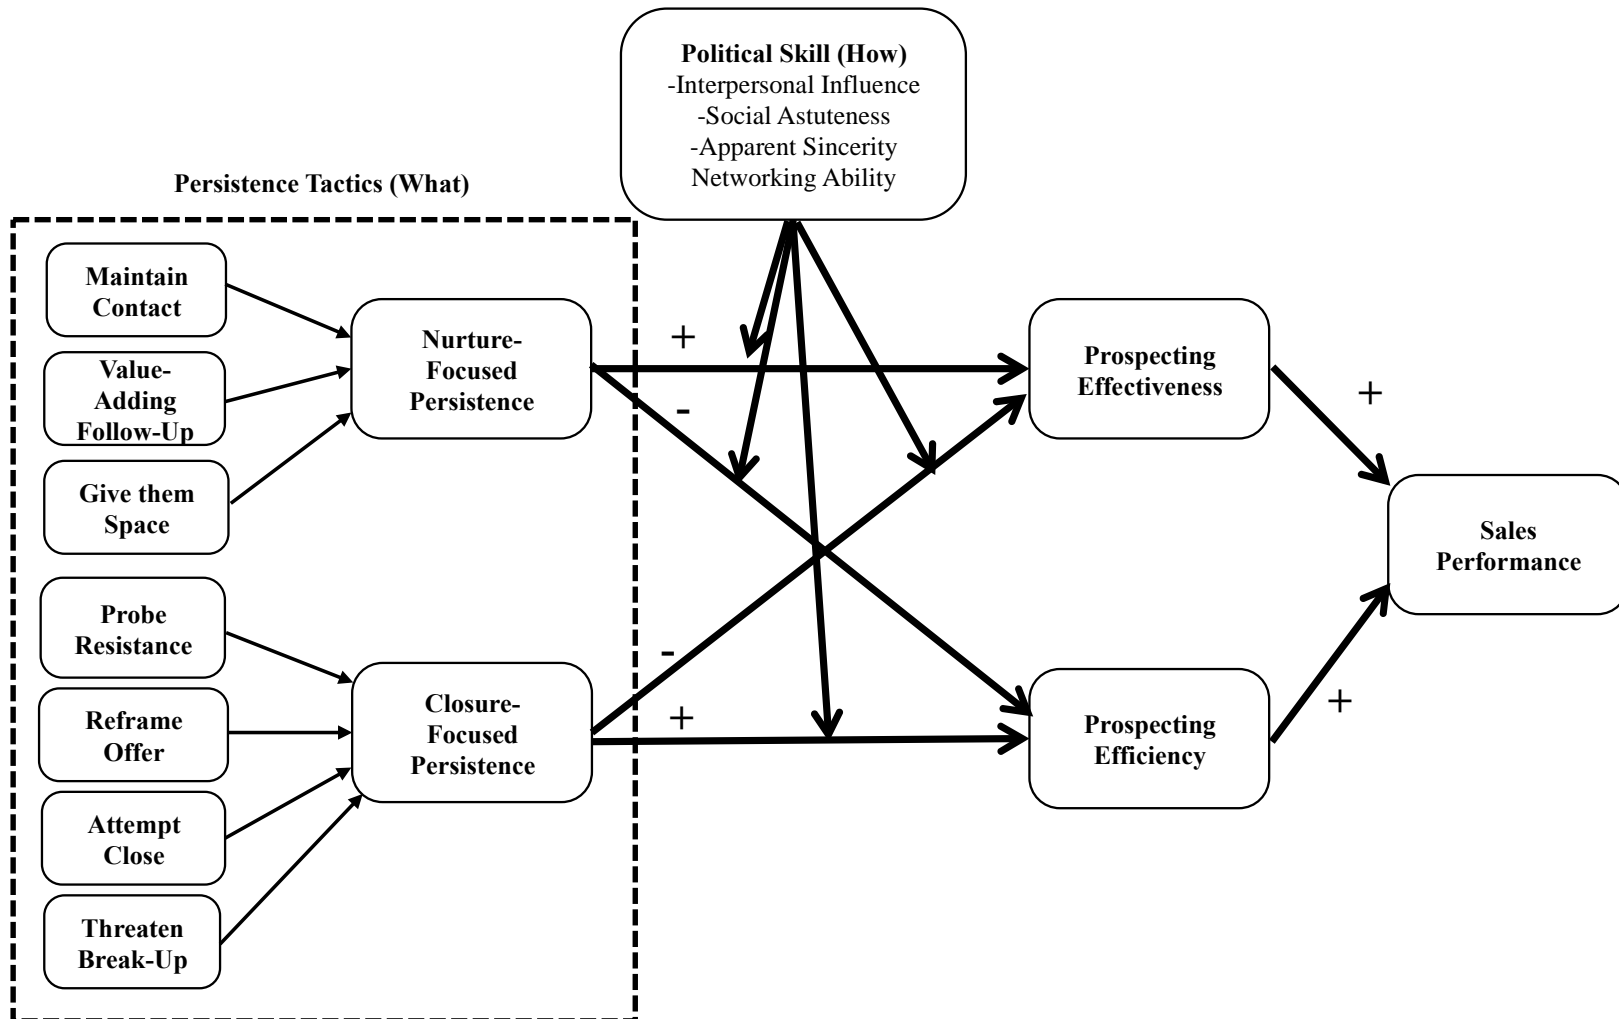 Political Skill (How)
-Interpersonal Influence
-Social Astuteness
-Apparent Sincerity
Networking Ability
Persistence Tactics (What)
Maintain
Contact
Value-
Adding
Follow-Up
Give them
Space
Probe
Resistance
Reframe
Offer
Attempt
Close
Threaten
Break-Up
Nurture-
Focused
Persistence
Closure-
Focused
Persistence
+
-
-
+
Prospecting
Effectiveness
Prospecting
Efficiency
+
+
Sales
Performance